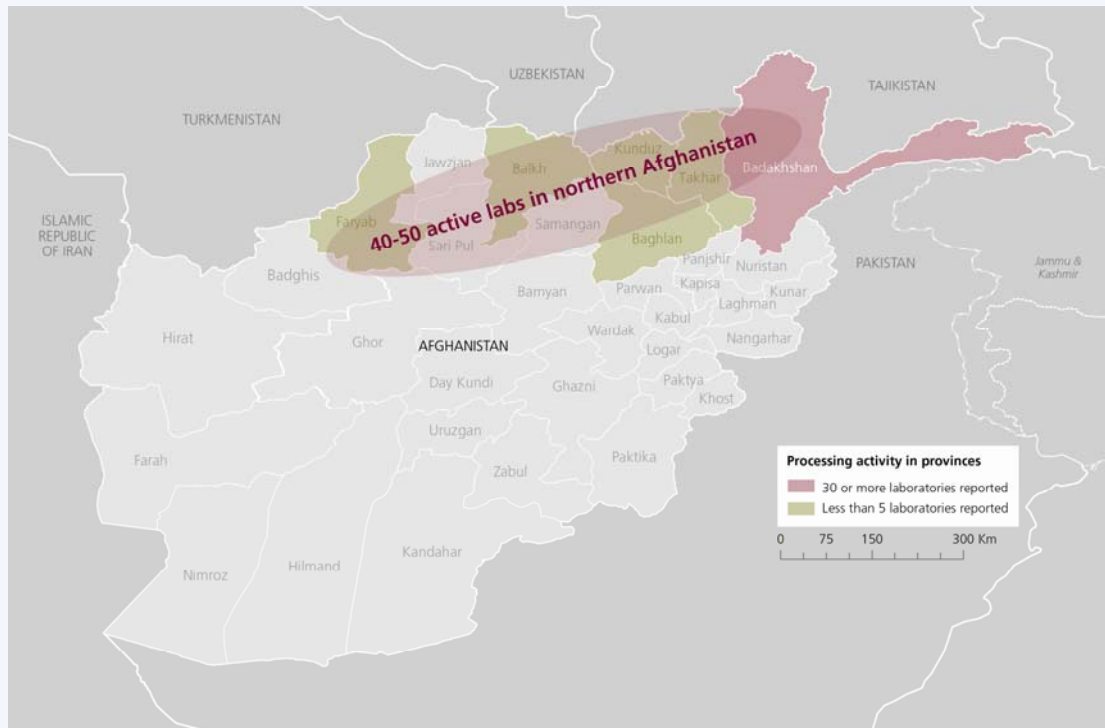 UZBEKISTAN
TAJIKISTAN
TURKMENISTAN
Jawzjan
Balkh
Kunduz
Takhar
Badakhshan
40-50 active labs in northern Afghanistan
Faryab
Sari Pul
Samangan
Baghlan
ISLAMIC
REPUBLIC
OF IRAN
Badghis
Panjshir
Nuristan
PAKISTAN
Jammu &
Kashmir
Bamyan
Parwan
Kapisa
Kunar
Laghman
Hirat
Ghor
AFGHANISTAN
Wardak
Kabul
Nangarhar
Logar
Day Kundi
Ghazni
Paktya
Khost
Uruzgan
Farah
Zabul
Paktika
Processing activity in provinces
30 or more laboratories reported
Less than 5 laboratories reported
0 75 150 300 Km
Kandahar
Hilmand
Nimroz